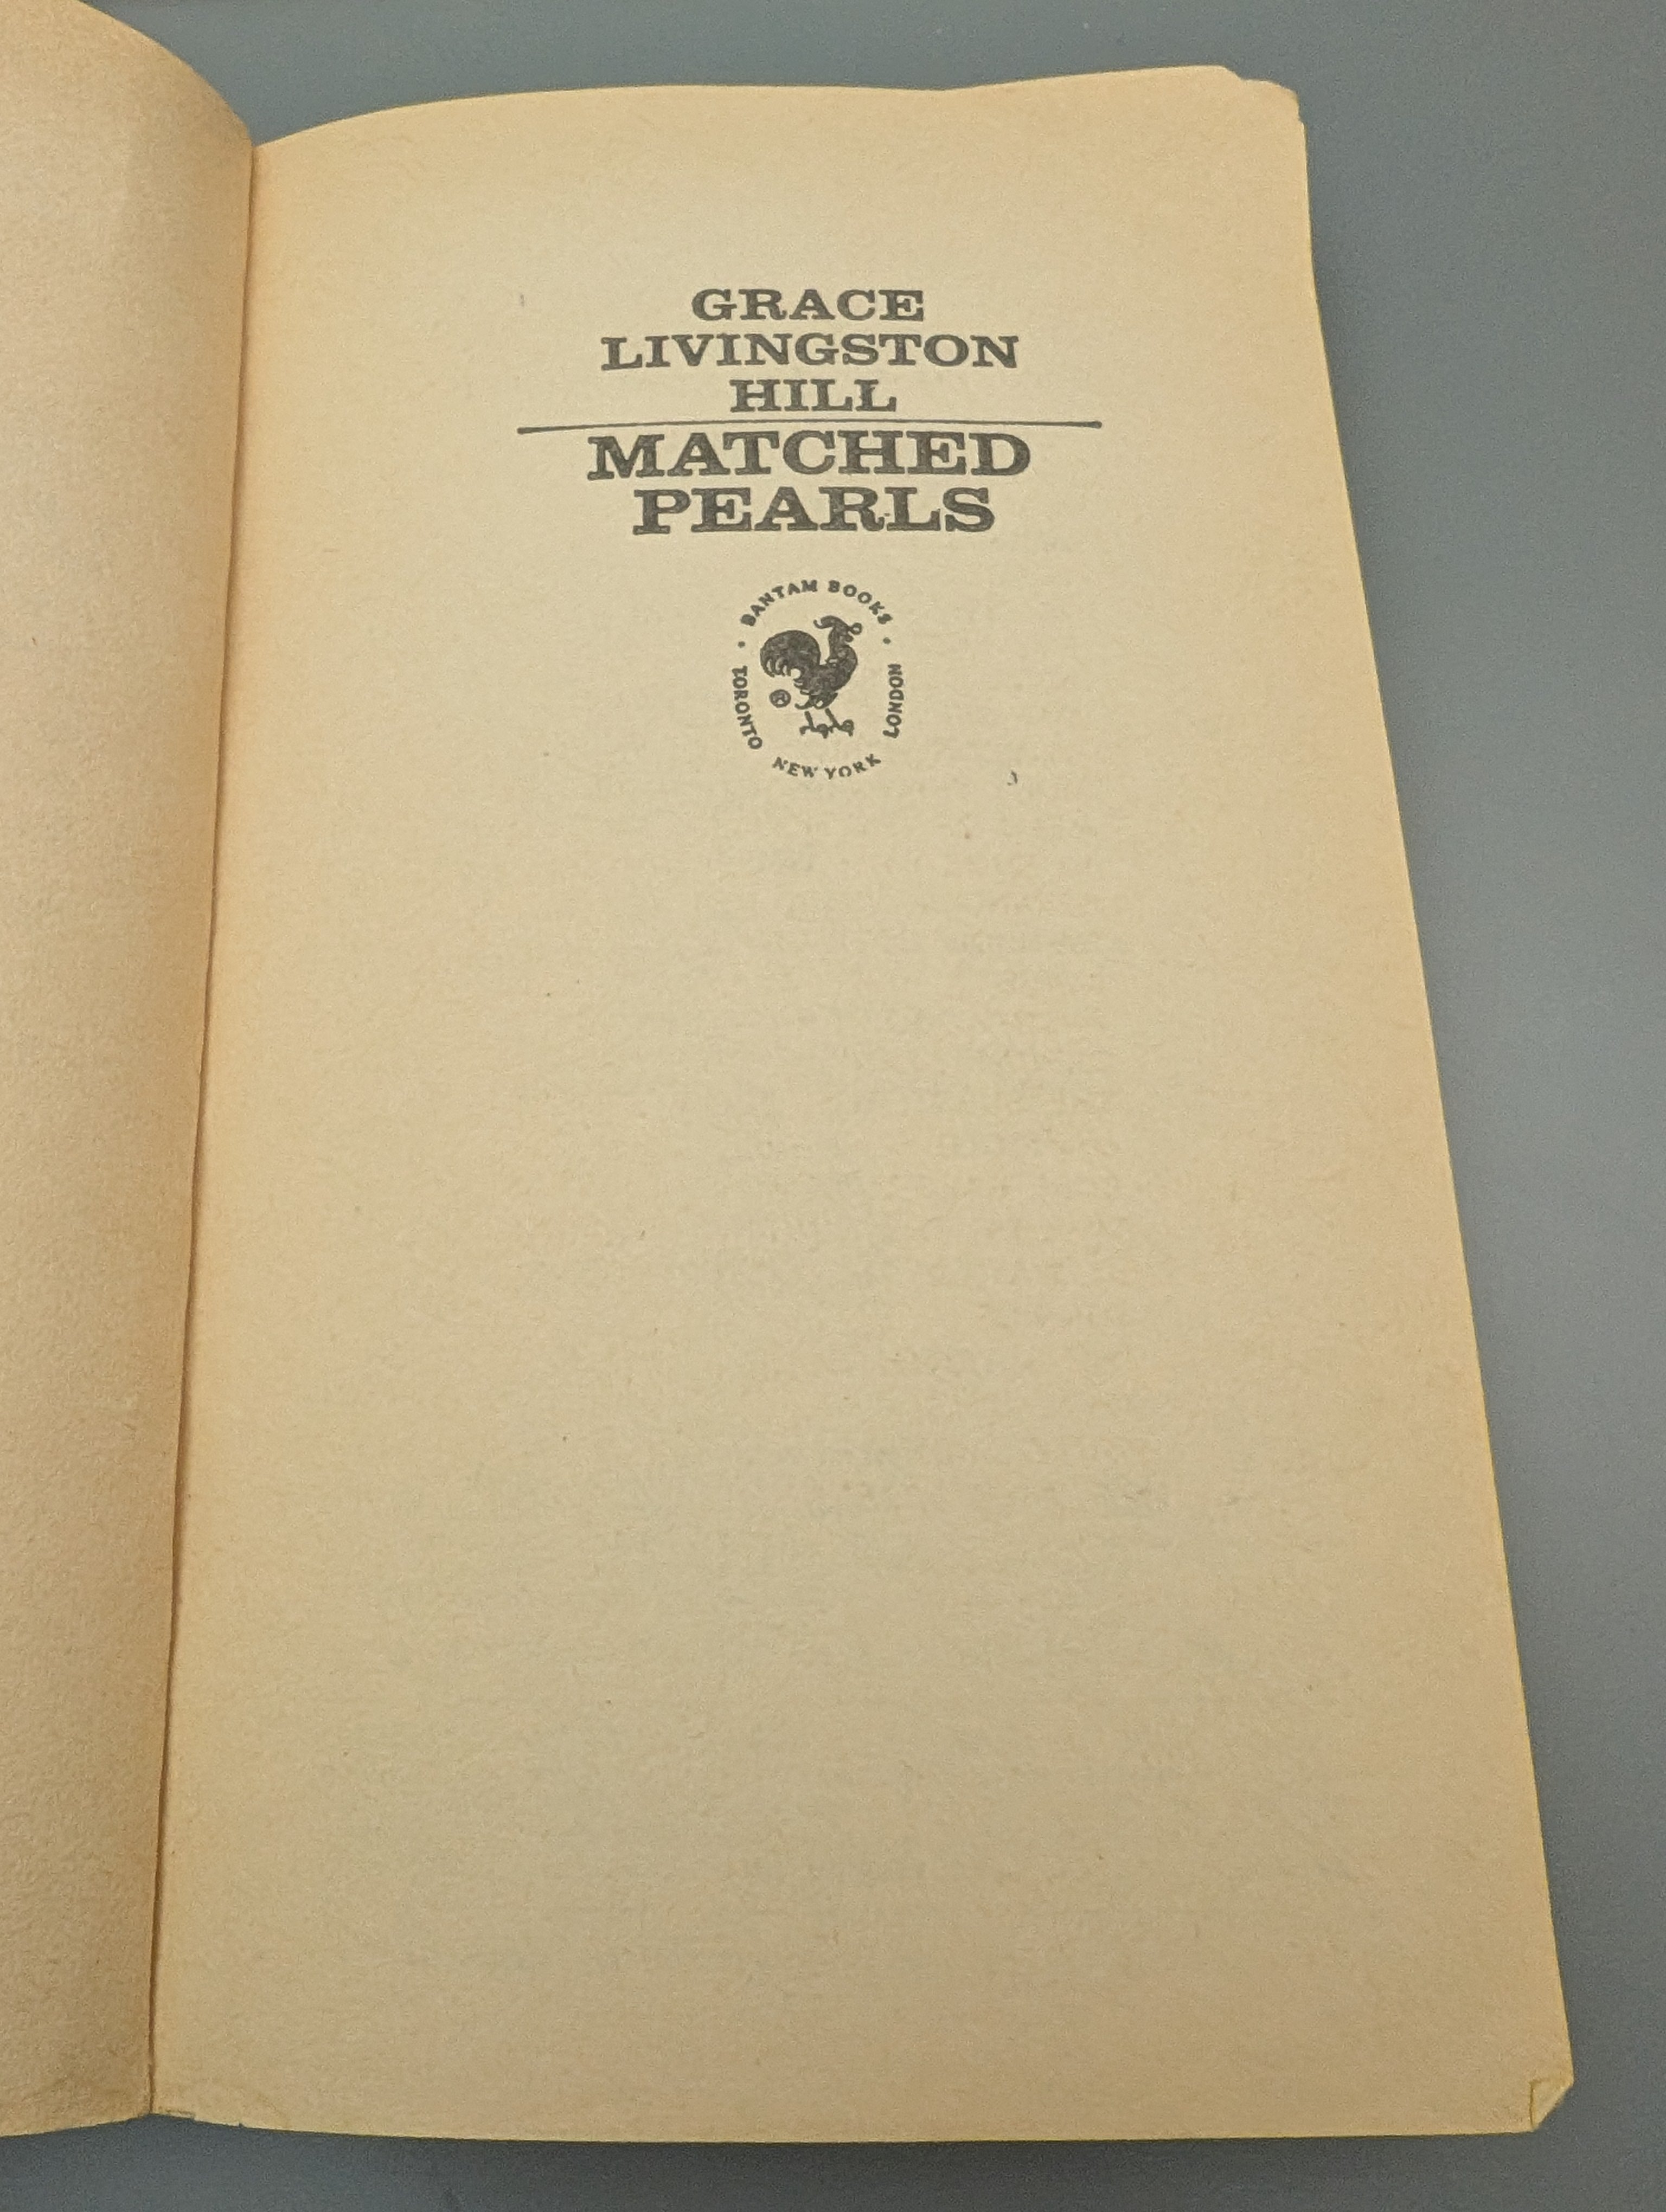 GRACE
LIVINGSTON
HILL
MATCHED
PEARLS
BANTAM BOOKS
TORONTO NEW YORK LONDON
®